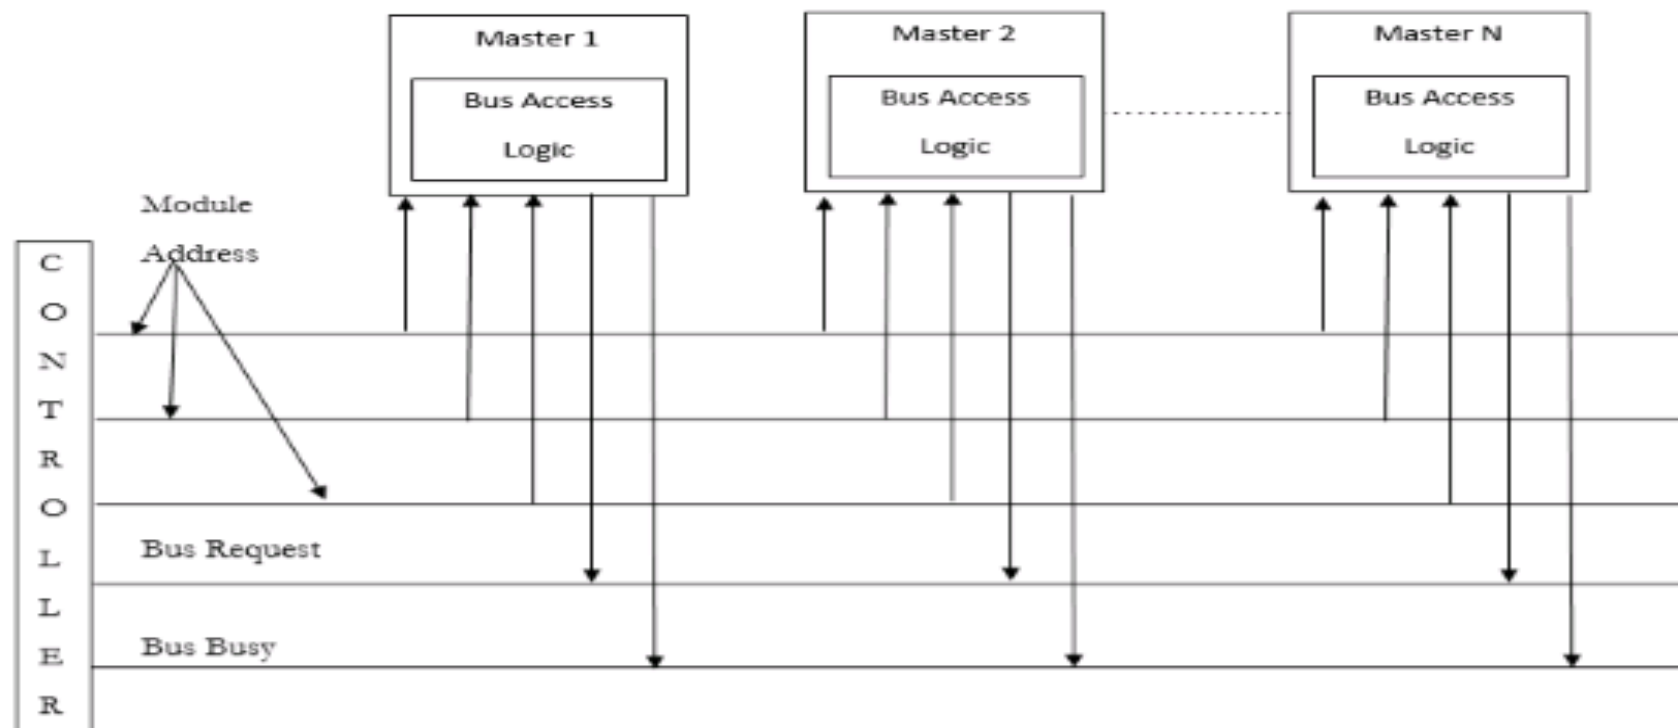 Master 1
Bus Access
Logic
Master 2
Bus Access
Logic
Master N
Bus Access
Logic
Module
Address
C
O
N
T
R
O
L
L
E
R
Bus Request
Bus Busy